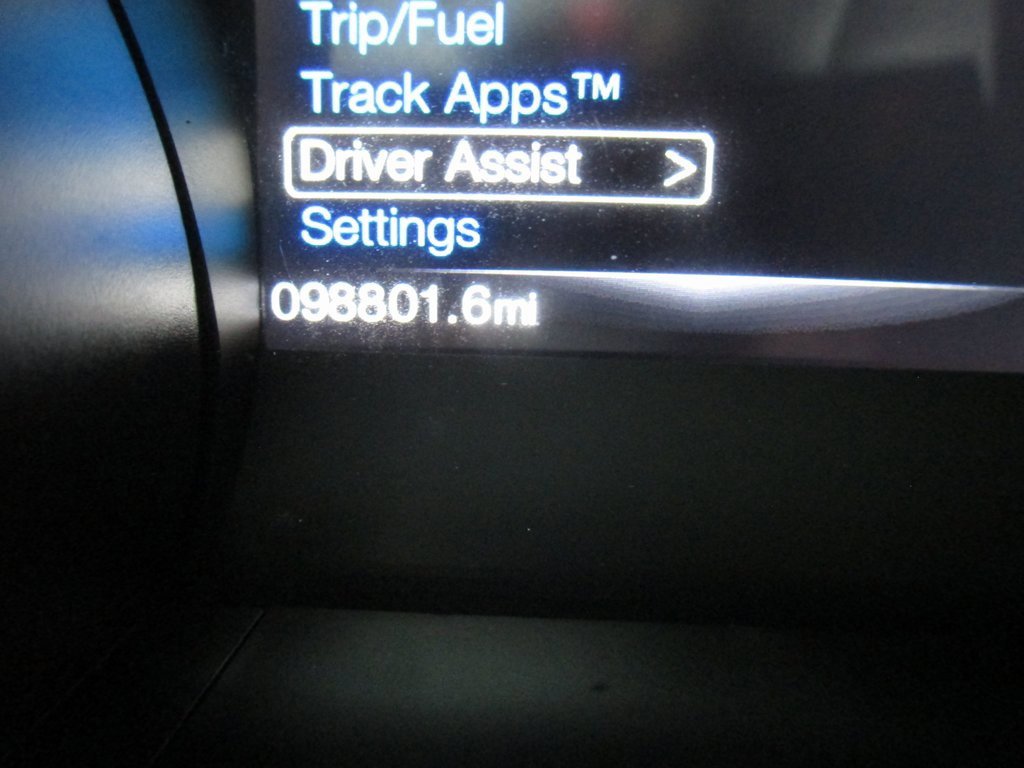 Trip/Fuel
Track Apps™
Driver Assist >
Settings
098801.6mi